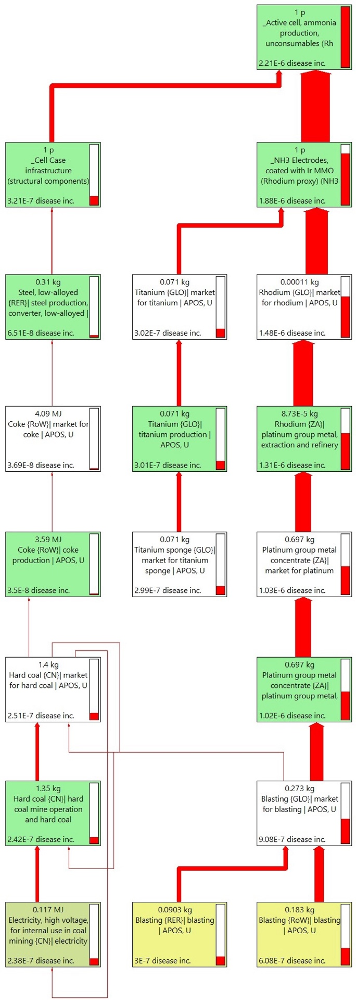 1 p
_Active cell, ammonia
production,
unconsumables (Rh
2.21E-6 disease inc.
1 p
_Cell Case
infrastructure
(structural components)
3.21E-7 disease inc.
1 p
_NH3 Electrodes,
coated with Ir MMO
(Rhodium proxy) (NH3
1.88E-6 disease inc.
0.31 kg
Steel, low-alloyed
{RER}| steel production,
converter, low-alloyed |
6.51E-8 disease inc.
0.071 kg
Titanium {GLO}| market
for titanium | APOS, U
3.02E-7 disease inc.
0.00011 kg
Rhodium {GLO}| market
for rhodium | APOS, U
1.48E-6 disease inc.
4.09 MJ
Coke {RoW}| market for
coke | APOS, U
3.69E-8 disease inc.
0.071 kg
Titanium {GLO}|
titanium production |
APOS, U
3.01E-7 disease inc.
8.73E-5 kg
Rhodium {ZA}|
platinum group metal,
extraction and refinery
1.31E-6 disease inc.
3.59 MJ
Coke {RoW}| coke
production | APOS, U
3.5E-8 disease inc.
0.071 kg
Titanium sponge {GLO}|
market for titanium
sponge | APOS, U
2.99E-7 disease inc.
0.697 kg
Platinum group metal
concentrate {ZA}|
market for platinum
1.03E-6 disease inc.
1.4 kg
Hard coal {CN}| market
for hard coal | APOS, U
2.51E-7 disease inc.
0.697 kg
Platinum group metal
concentrate {ZA}|
platinum group metal,
1.02E-6 disease inc.
1.35 kg
Hard coal {CN}| hard
coal mine operation
and hard coal
2.42E-7 disease inc.
0.273 kg
Blasting {GLO}| market
for blasting | APOS, U
9.08E-7 disease inc.
0.117 MJ
Electricity, high voltage,
for internal use in coal
mining {CN}| electricity
2.38E-7 disease inc.
0.0903 kg
Blasting {RER}| blasting
| APOS, U
3E-7 disease inc.
0.183 kg
Blasting {RoW}| blasting
| APOS, U
6.08E-7 disease inc.